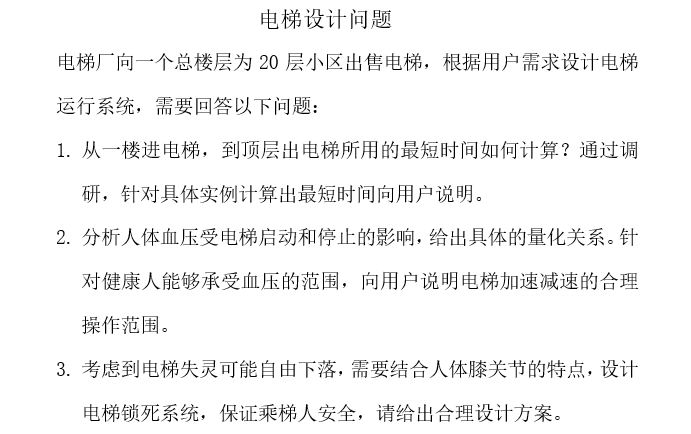 电梯设计问题
电梯厂向一个总楼层为 20 层小区出售电梯，根据用户需求设计电梯
运行系统，需要回答以下问题：
1. 从一楼进电梯，到顶层出电梯所用的最短时间如何计算？通过调
研，针对具体实例计算出最短时间向用户说明。
2. 分析人体血压受电梯启动和停止的影响，给出具体的量化关系。针
对健康人能够承受血压的范围，向用户说明电梯加速减速的合理
操作范围。
3. 考虑到电梯失灵可能自由下落，需要结合人体膝关节的特点，设计
电梯锁死系统，保证乘梯人安全，请给出合理设计方案。